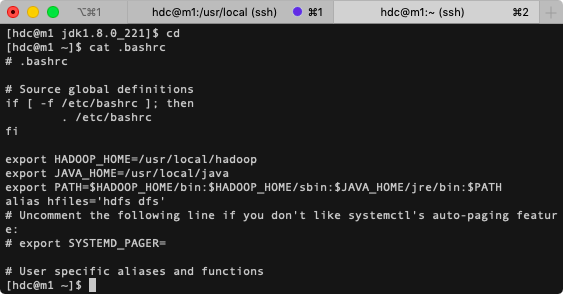 ⌥⌘1
hdc@m1:/usr/local (ssh) ● ⌘1
hdc@m1:~ (ssh) ⌘2
+
[hdc@m1 jdk1.8.0_221]$ cd
[hdc@m1 ~]$ cat .bashrc
# .bashrc
# Source global definitions
if [ -f /etc/bashrc ]; then
. /etc/bashrc
fi
export HADOOP_HOME=/usr/local/hadoop
export JAVA_HOME=/usr/local/java
export PATH=$HADOOP_HOME/bin:$HADOOP_HOME/sbin:$JAVA_HOME/jre/bin:$PATH
alias hfiles='hdfs dfs'
# Uncomment the following line if you don't like systemctl's auto-paging featur
e:
# export SYSTEMD_PAGER=
# User specific aliases and functions
[hdc@m1 ~]$